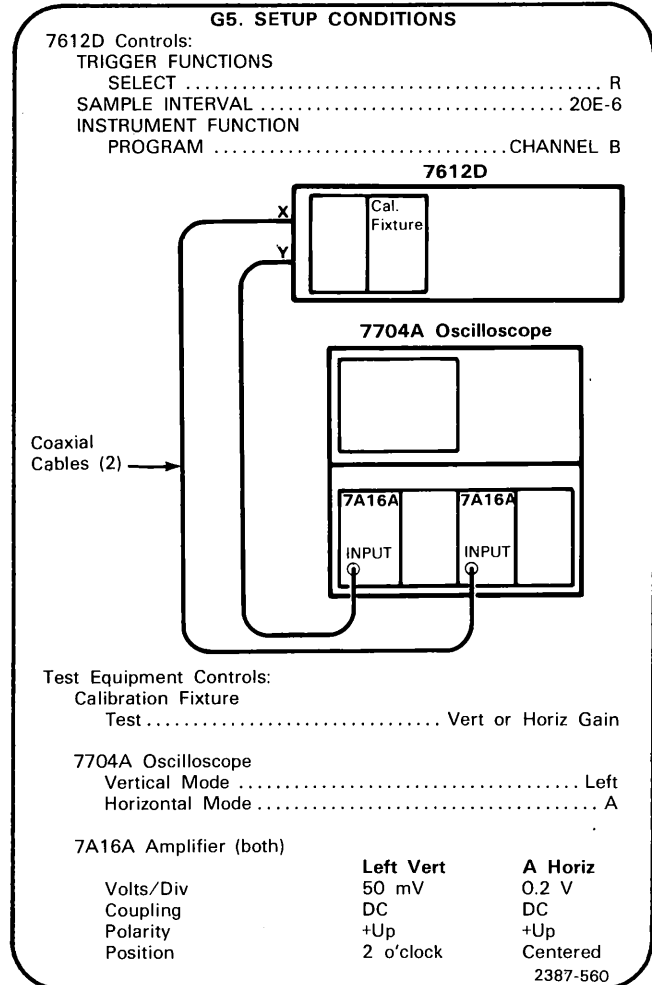 G5. SETUP CONDITIONS
7612D Controls:
TRIGGER FUNCTIONS
SELECT ............................................. R
SAMPLE INTERVAL ................................. 20E-6
INSTRUMENT FUNCTION
PROGRAM ............................... CHANNEL B
7612D
X
Cal.
Fixture
Y
7704A Oscilloscope
Coaxial
Cables (2)
7A16A 7A16A
INPUT INPUT
Test Equipment Controls:
Calibration Fixture
Test ............................... Vert or Horiz Gain
7704A Oscilloscope
Vertical Mode ..................................... Left
Horizontal Mode .................................... A
7A16A Amplifier (both)
Left Vert A Horiz
Volts/Div 50 mV 0.2 V
Coupling DC DC
Polarity +Up +Up
Position 2 o'clock Centered
2387-560